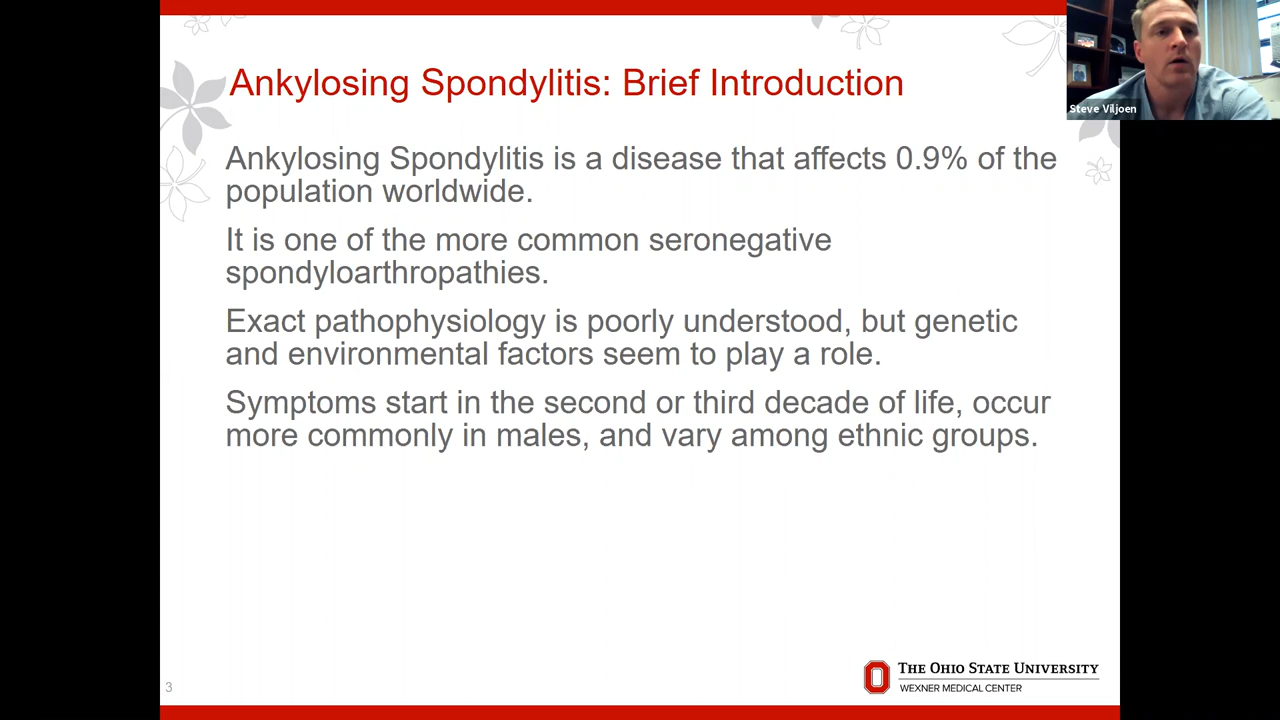 Ankylosing Spondylitis: Brief Introduction
Steve Viljoen
Ankylosing Spondylitis is a disease that affects 0.9% of the
population worldwide.
It is one of the more common seronegative
spondyloarthropathies.
Exact pathophysiology is poorly understood, but genetic
and environmental factors seem to play a role.
Symptoms start in the second or third decade of life, occur
more commonly in males, and vary among ethnic groups.
THE OHIO STATE UNIVERSITY
WEXNER MEDICAL CENTER
3